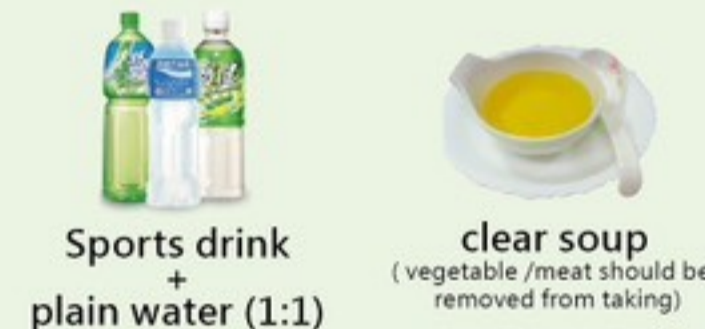 Sports drink
+
plain water (1:1)
clear soup
( vegetable /meat should be
removed from taking)